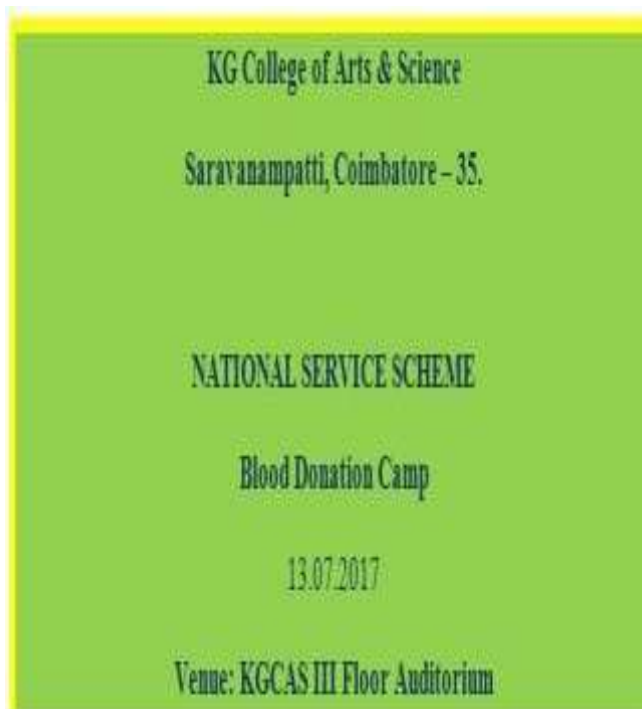 KG College of Arts & Science
Saravanampatti, Coimbatore – 35.
NATIONAL SERVICE SCHEME
Blood Donation Camp
13.07.2017
Venue: KGCAS III Floor Auditorium